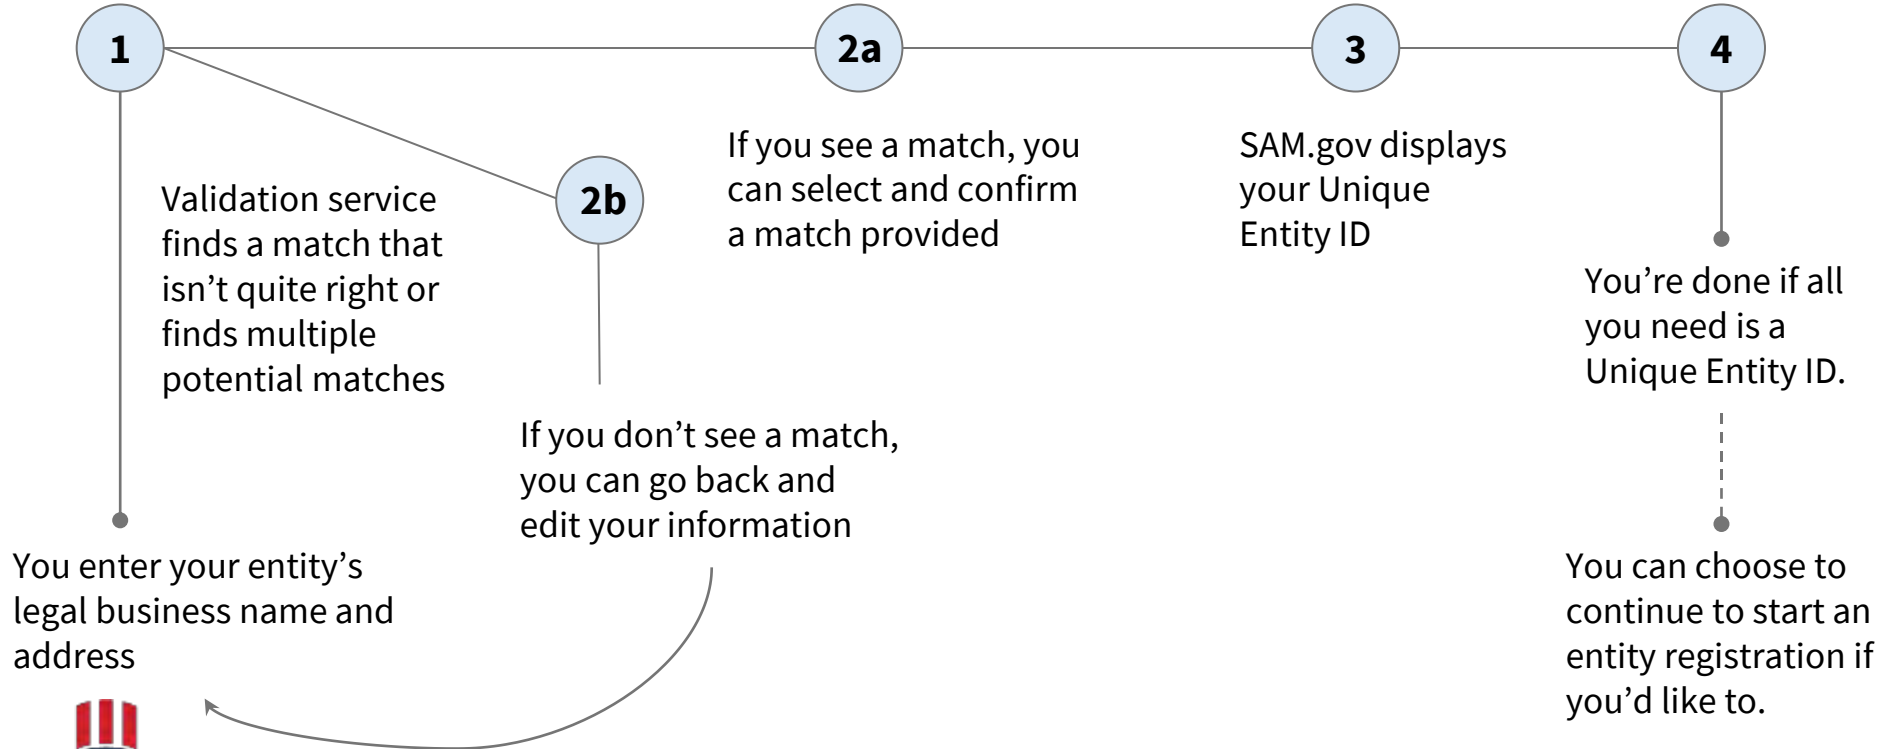 1
2a
3
4
2b
Validation service
finds a match that
isn’t quite right or
finds multiple
potential matches
If you see a match, you
can select and confirm
a match provided
SAM.gov displays
your Unique
Entity ID
You’re done if all
you need is a
Unique Entity ID.
If you don’t see a match,
you can go back and
edit your information
You enter your entity’s
legal business name and
address
You can choose to
continue to start an
entity registration if
you’d like to.